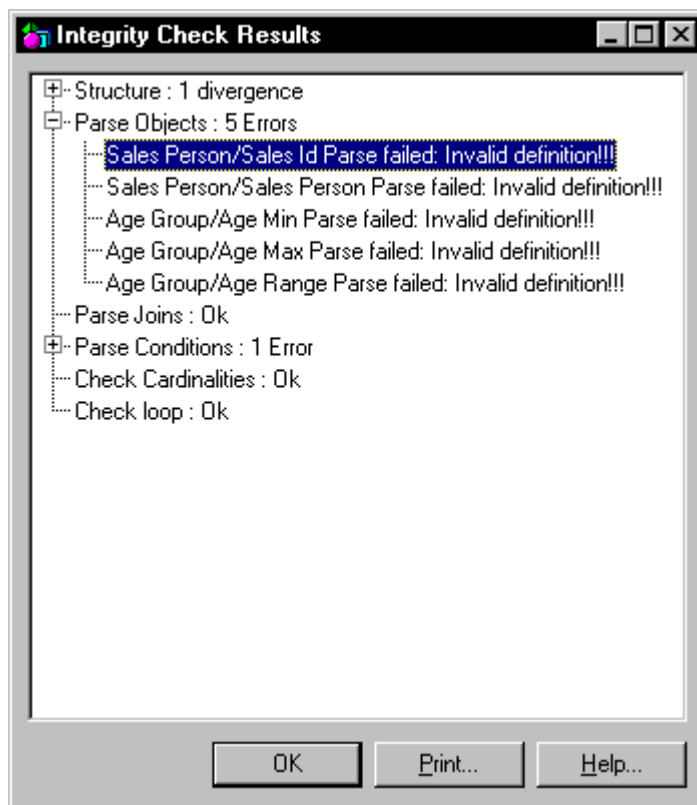 Integrity Check Results
Structure : 1 divergence
Parse Objects : 5 Errors
Sales Person/Sales Id Parse failed: Invalid definition!!!
Sales Person/Sales Person Parse failed: Invalid definition!!!
Age Group/Age Min Parse failed: Invalid definition!!!
Age Group/Age Max Parse failed: Invalid definition!!!
Age Group/Age Range Parse failed: Invalid definition!!!
Parse Joins : Ok
Parse Conditions : 1 Error
Check Cardinalities : Ok
Check loop : Ok
OK Print... Help...